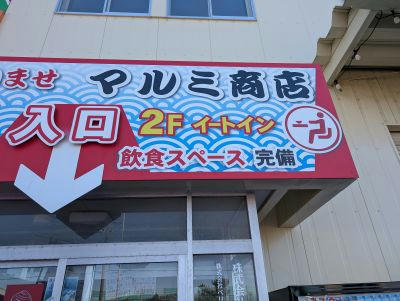 ませ マルミ商店
入口 2F イートイン
飲食スペース 完備